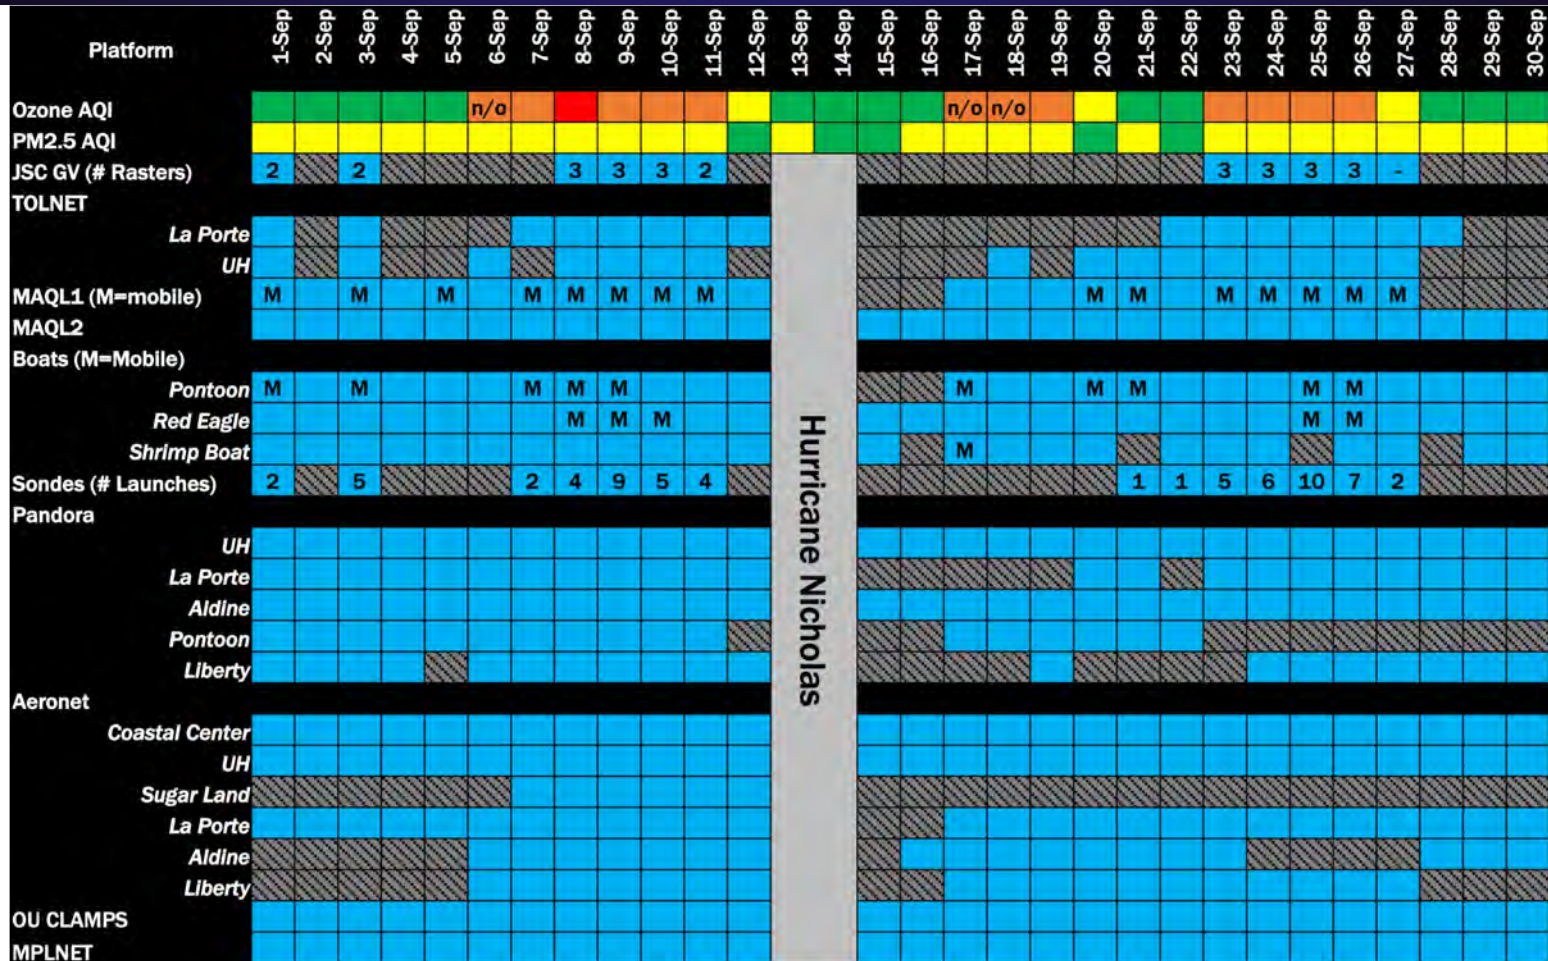 Platform 1-Sep 2-Sep 3-Sep 4-Sep 5-Sep 6-Sep 7-Sep 8-Sep 9-Sep 10-Sep 11-Sep 12-Sep 13-Sep 14-Sep 15-Sep 16-Sep 17-Sep 18-Sep 19-Sep 20-Sep 21-Sep 22-Sep 23-Sep 24-Sep 25-Sep 26-Sep 27-Sep 28-Sep 29-Sep 30-Sep
Ozone AQI n/o n/o n/o
PM2.5 AQI
JSC GV (# Rasters) 2 2 3 3 3 2 3 3 3 3 -
TOLNET
La Porte
UH
MAQL1 (M=mobile) M M M M M M M M M M M M M M M
MAQL2
Boats (M=Mobile)
Pontoon M M M M M M M M M M
Red Eagle M M M M M
Shrimp Boat M
Sondes (# Launches) 2 5 2 4 9 5 4 1 1 5 6 10 7 2
Pandora
UH
La Porte
Aldine
Pontoon
Liberty
Aeronet
Coastal Center
UH
Sugar Land
La Porte
Aldine
Liberty
OU CLAMPS
MPLNET
Hurricane Nicholas